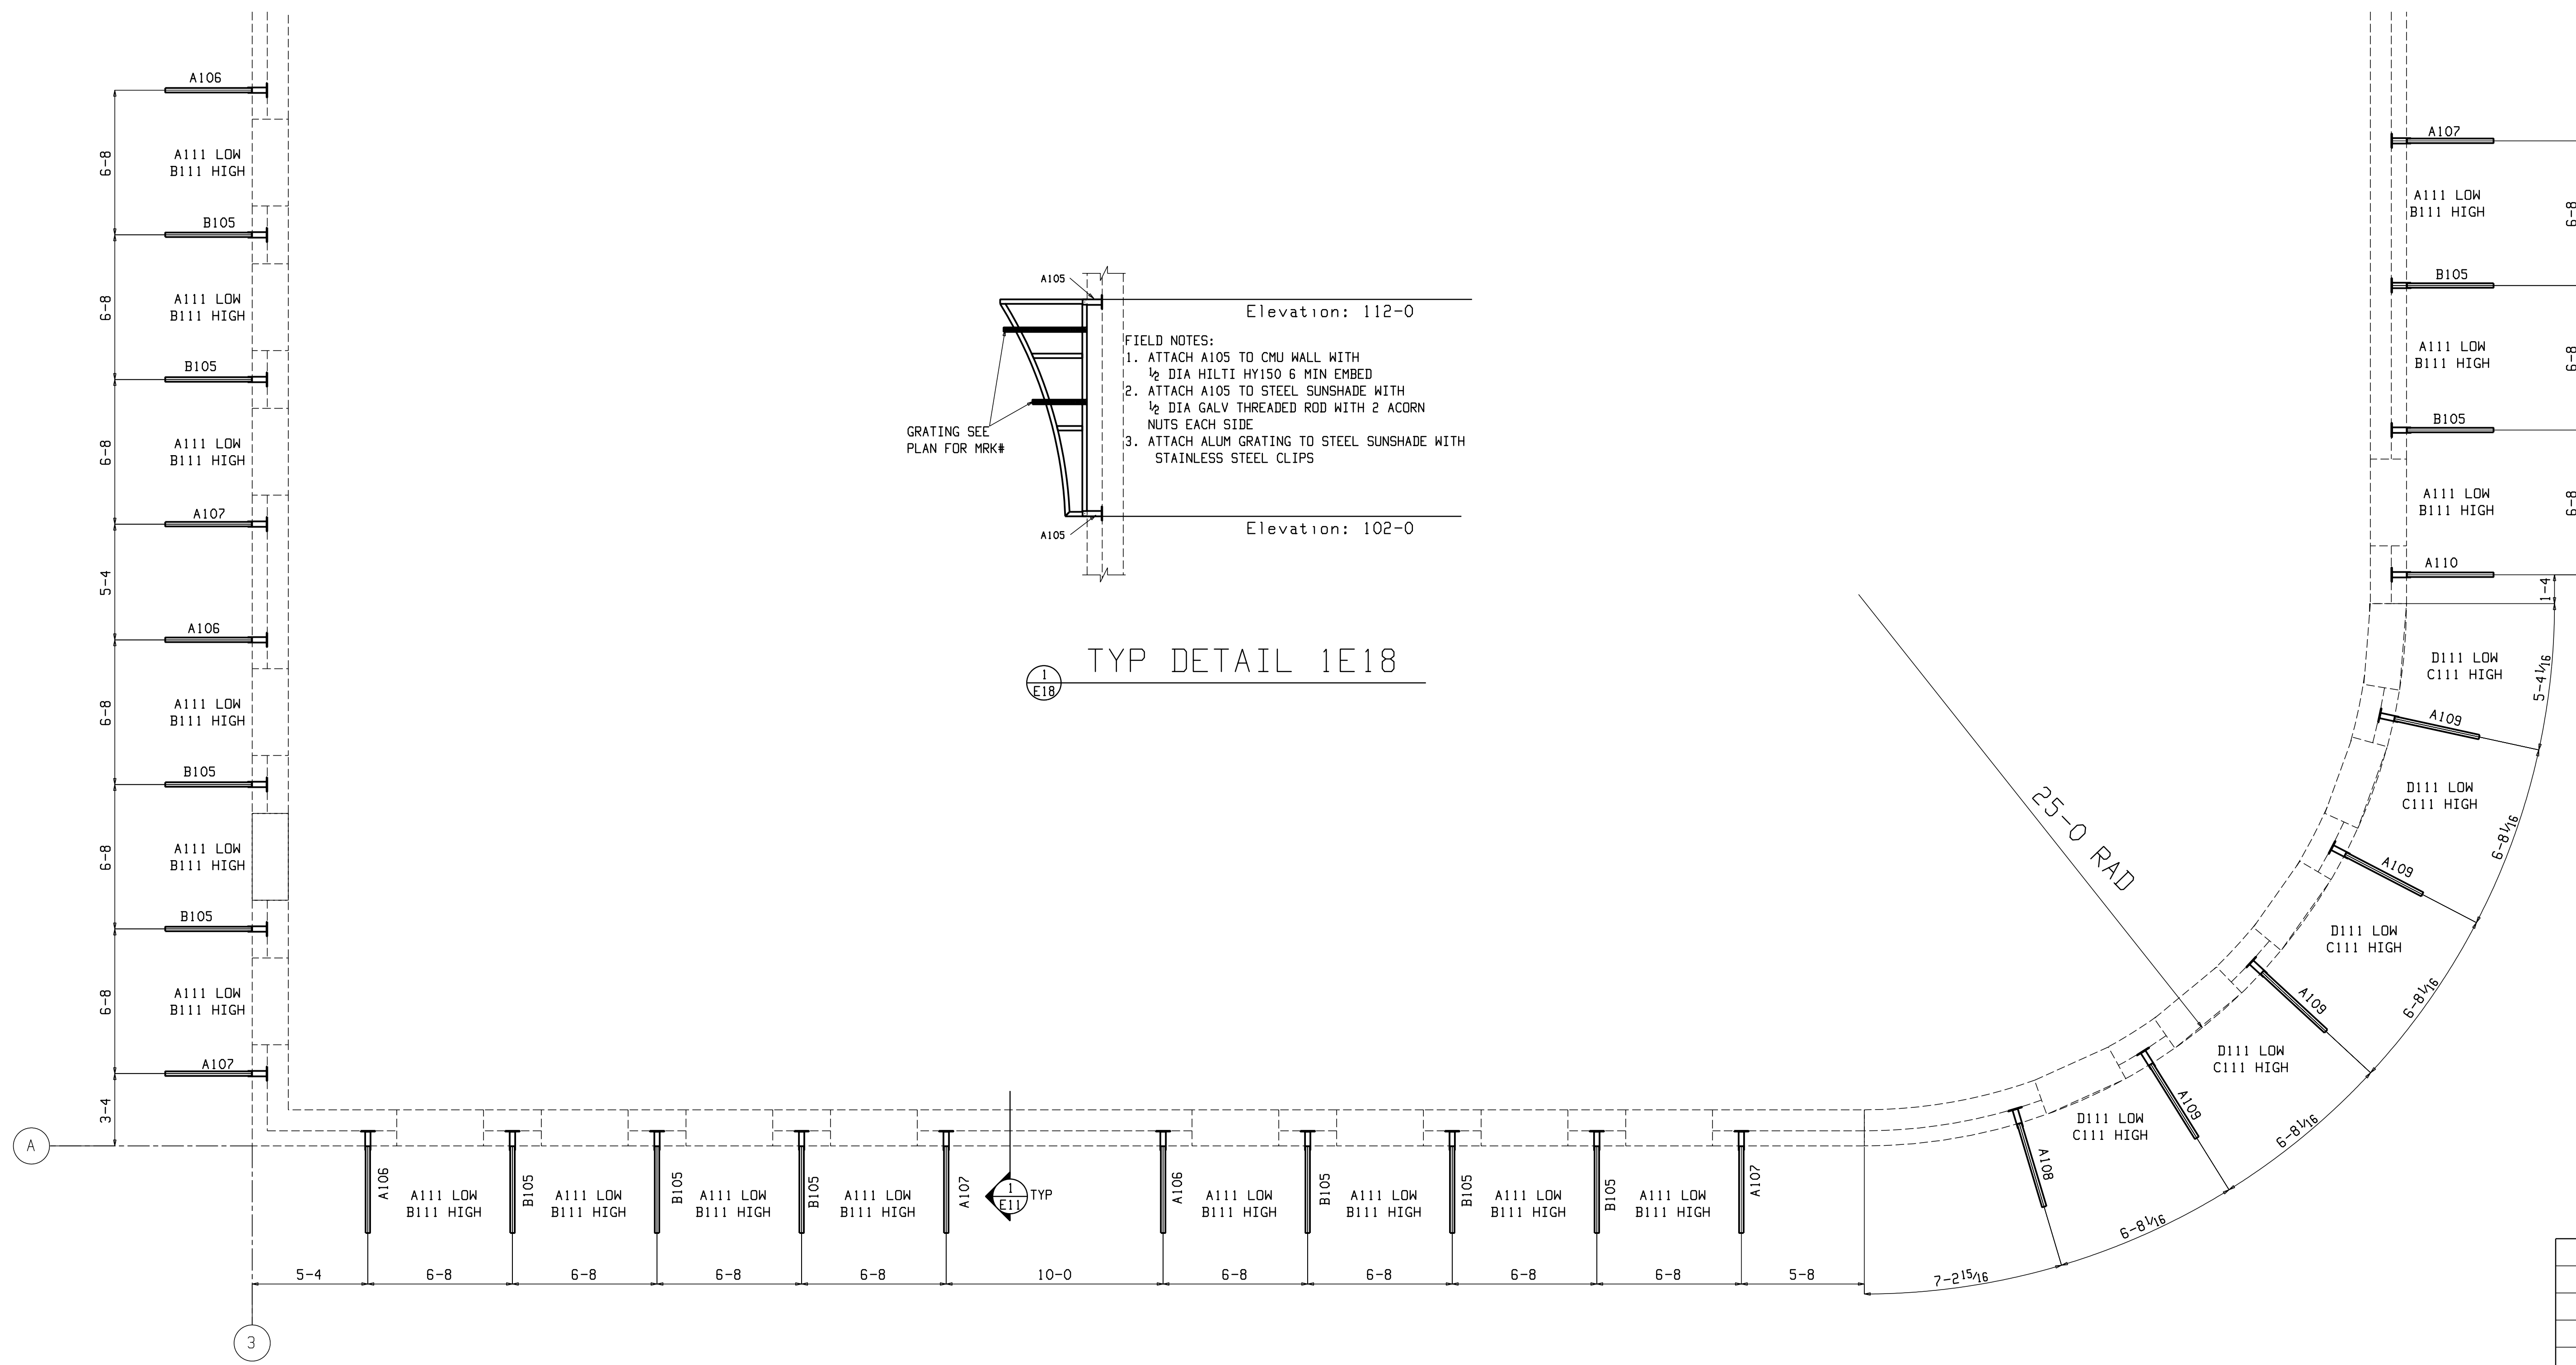 A106
6-8
A111 LOW
B111 HIGH
B105
6-8
A111 LOW
B111 HIGH
B105
6-8
A111 LOW
B111 HIGH
A107
5-4
A106
6-8
A111 LOW
B111 HIGH
B105
6-8
A111 LOW
B111 HIGH
B105
6-8
A111 LOW
B111 HIGH
A107
3-4
A
3
A105
Elevation: 112-0
FIELD NOTES:
1. ATTACH A105 TO CMU WALL WITH
½ DIA HILTI HY150 6 MIN EMBED
2. ATTACH A105 TO STEEL SUNSHADE WITH
½ DIA GALV THREADED ROD WITH 2 ACORN
NUTS EACH SIDE
3. ATTACH ALUM GRATING TO STEEL SUNSHADE WITH
STAINLESS STEEL CLIPS
GRATING SEE
PLAN FOR MRK#
A105
Elevation: 102-0
1
E18
TYP DETAIL 1E18
25-0 RAD
A107
A111 LOW
B111 HIGH
6-8
B105
A111 LOW
B111 HIGH
6-8
B105
A111 LOW
B111 HIGH
6-8
A110
1-4
D111 LOW
C111 HIGH
5-4 1/16
A109
D111 LOW
C111 HIGH
6-8 1/16
A109
D111 LOW
C111 HIGH
6-8 1/16
A109
D111 LOW
C111 HIGH
6-8 1/16
A109
D111 LOW
C111 HIGH
6-8 1/16
A108
7-2 15/16
A106
A111 LOW
B111 HIGH
B105
A111 LOW
B111 HIGH
B105
A111 LOW
B111 HIGH
B105
A111 LOW
B111 HIGH
A107
1
E11
TYP
A106
A111 LOW
B111 HIGH
B105
A111 LOW
B111 HIGH
B105
A111 LOW
B111 HIGH
B105
A111 LOW
B111 HIGH
A107
5-4
6-8
6-8
6-8
6-8
10-0
6-8
6-8
6-8
6-8
5-8